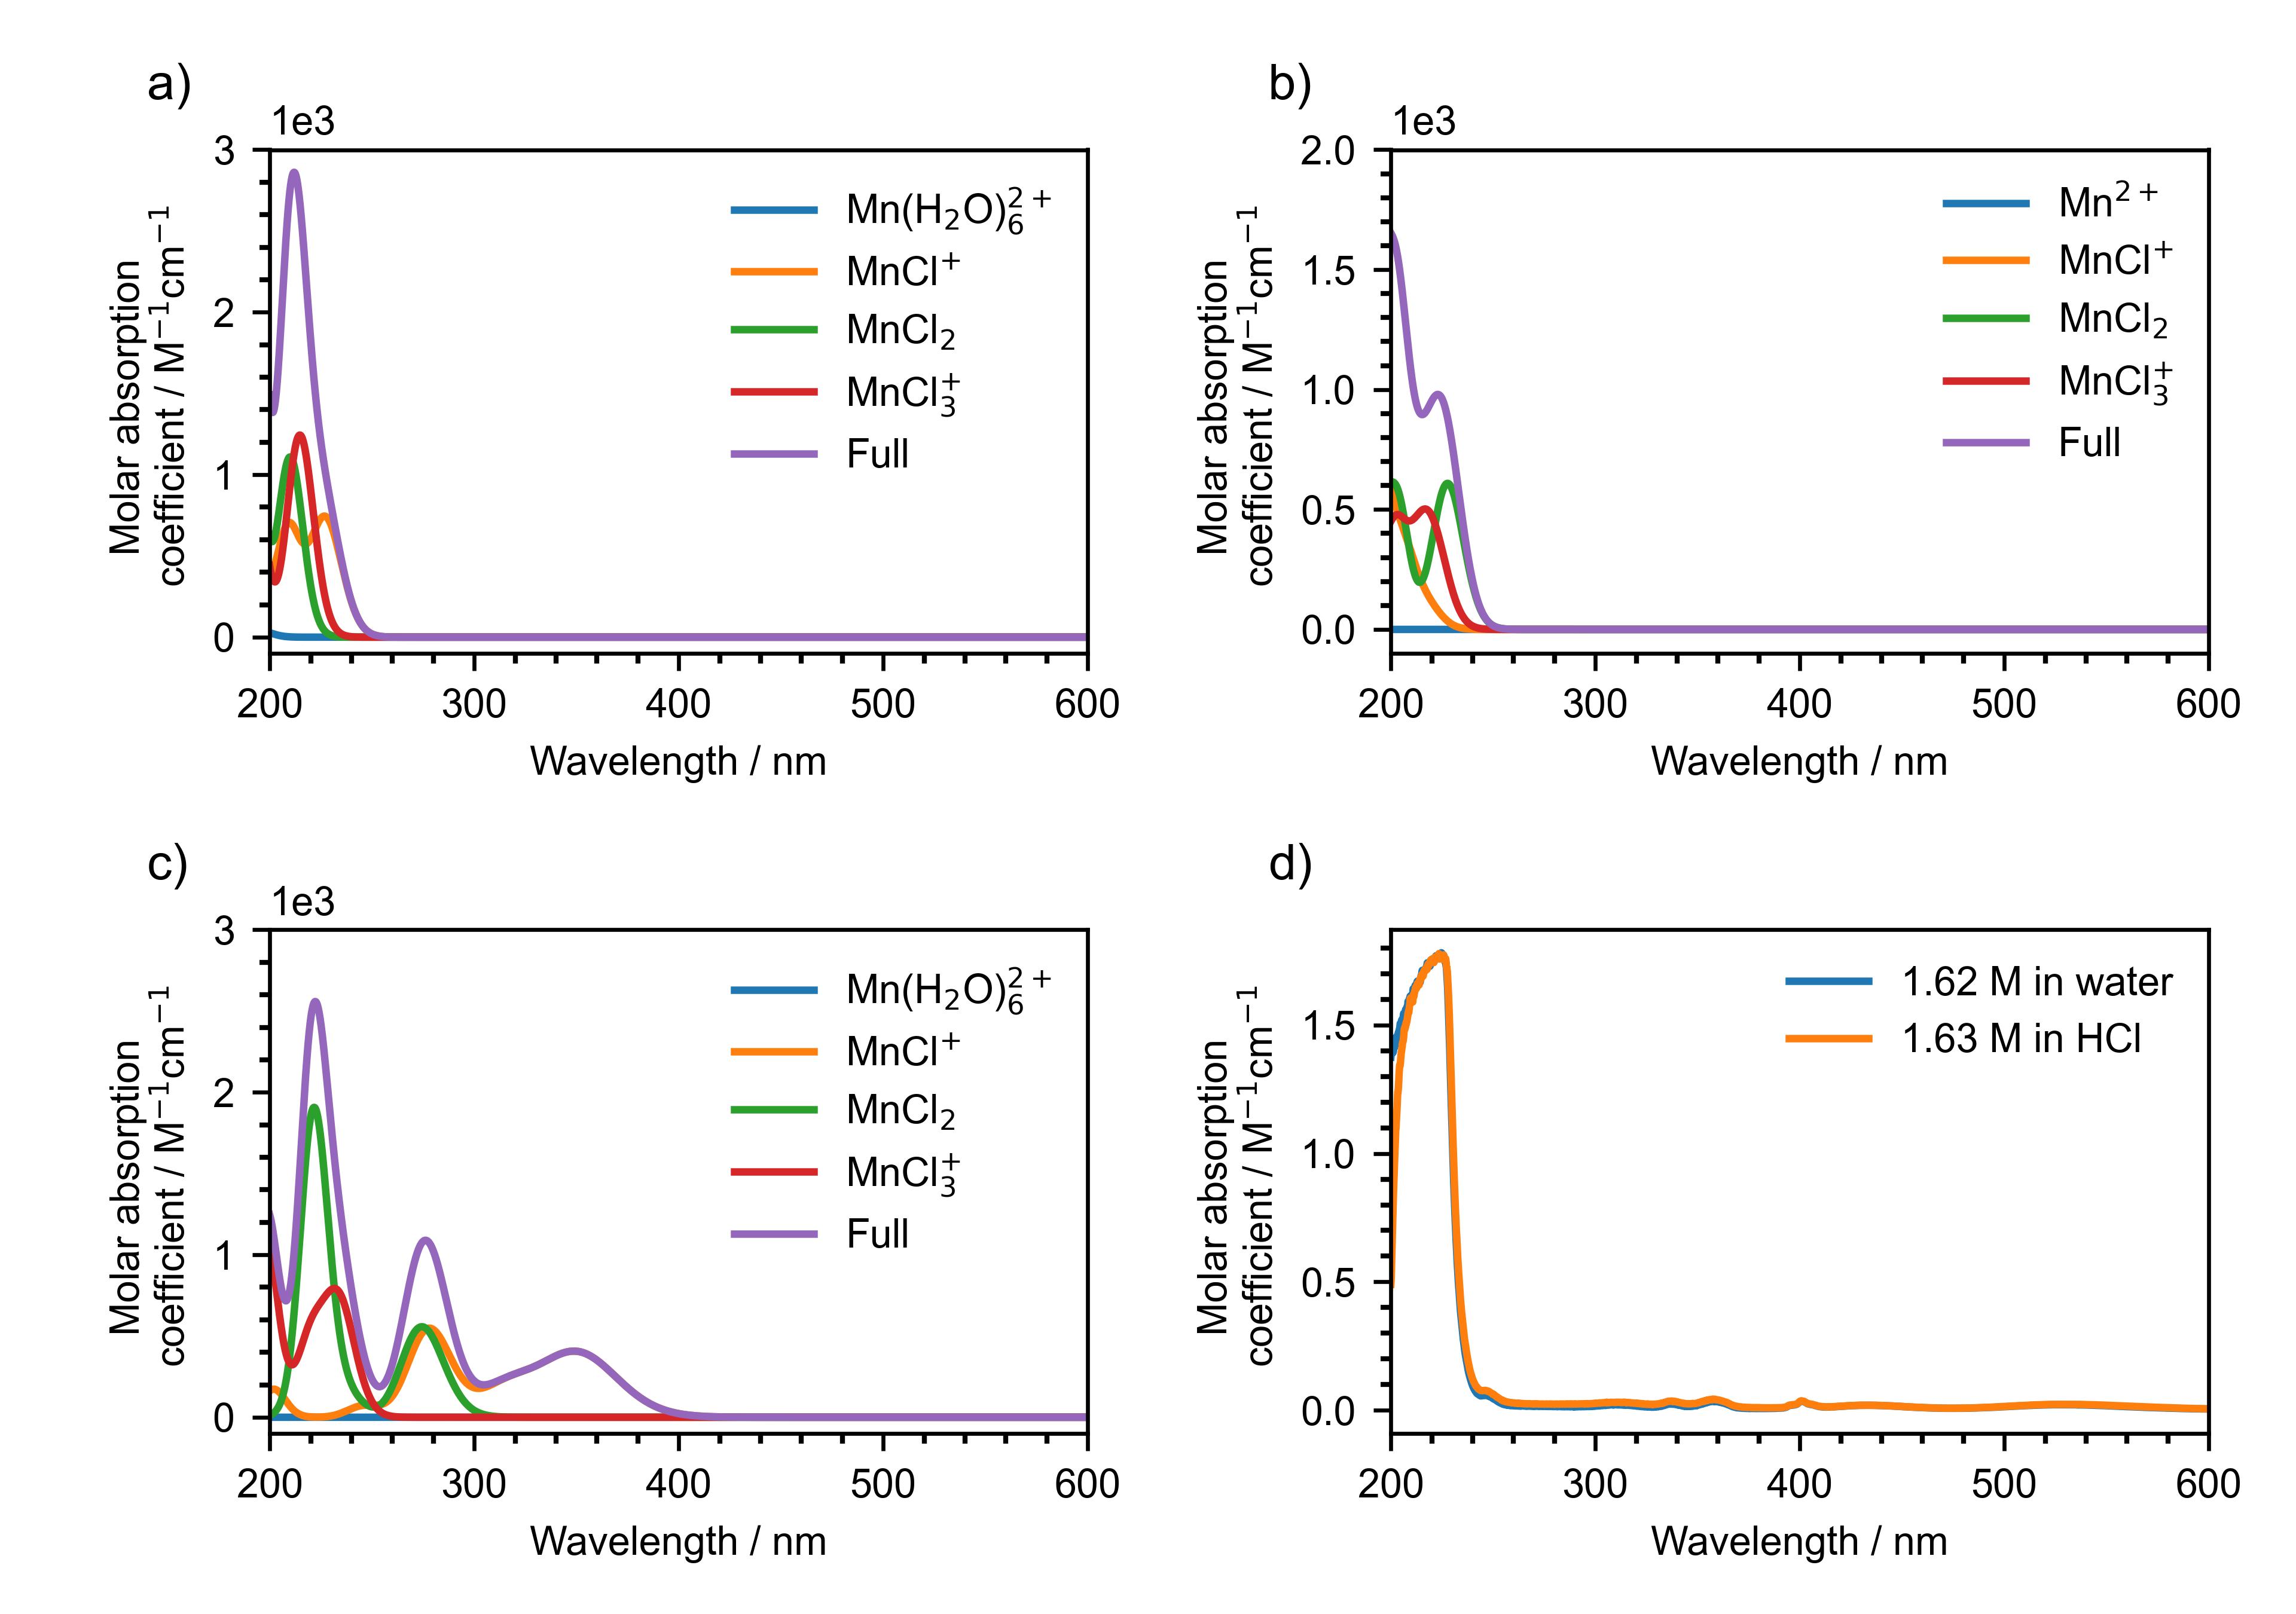 a)
1e3
3
2
1
0
200 300 400 500 600
Wavelength / nm
Molar absorption
coefficient / M⁻¹cm⁻¹
Mn(H₂O)₆²⁺
MnCl⁺
MnCl₂
MnCl₃⁺
Full
b)
1e3
2.0
1.5
1.0
0.5
0.0
200 300 400 500 600
Wavelength / nm
Molar absorption
coefficient / M⁻¹cm⁻¹
Mn²⁺
MnCl⁺
MnCl₂
MnCl₃⁺
Full
c)
1e3
3
2
1
0
200 300 400 500 600
Wavelength / nm
Molar absorption
coefficient / M⁻¹cm⁻¹
Mn(H₂O)₆²⁺
MnCl⁺
MnCl₂
MnCl₃⁺
Full
d)
1.5
1.0
0.5
0.0
200 300 400 500 600
Wavelength / nm
Molar absorption
coefficient / M⁻¹cm⁻¹
1.62 M in water
1.63 M in HCl